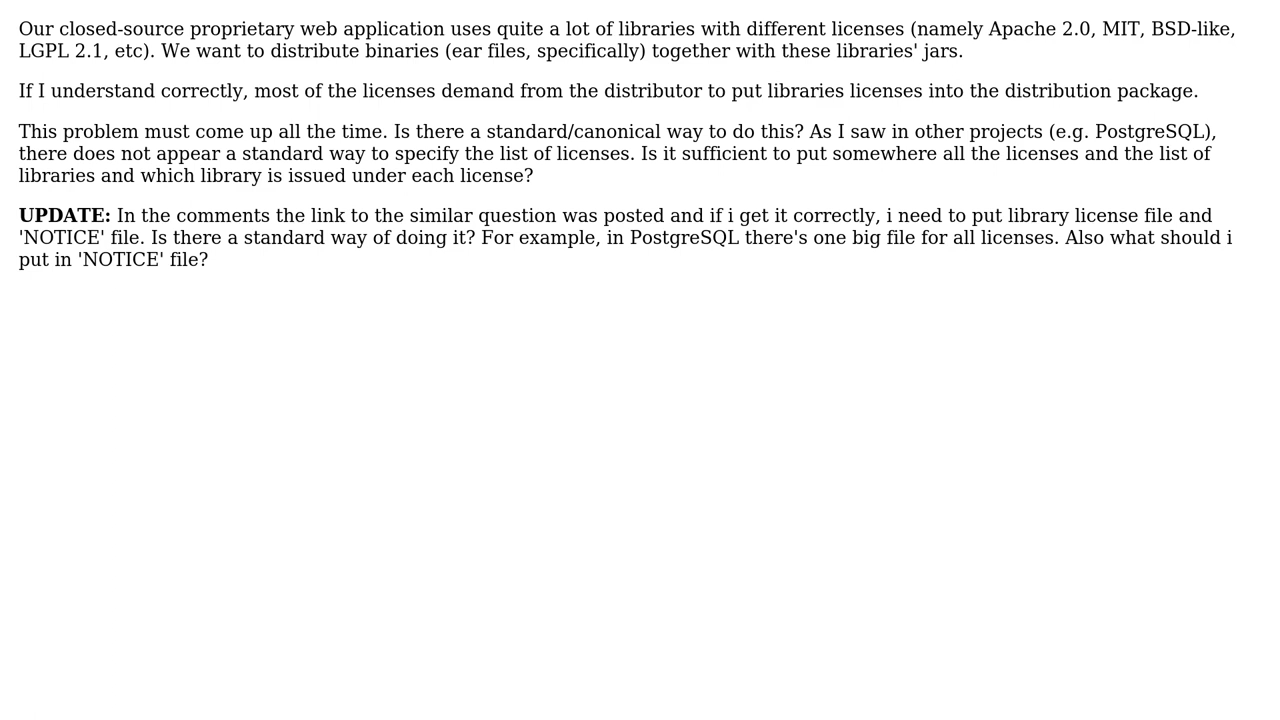 Our closed-source proprietary web application uses quite a lot of libraries with different licenses (namely Apache 2.0, MIT, BSD-like,
LGPL 2.1, etc). We want to distribute binaries (ear files, specifically) together with these libraries' jars.
If I understand correctly, most of the licenses demand from the distributor to put libraries licenses into the distribution package.
This problem must come up all the time. Is there a standard/canonical way to do this? As I saw in other projects (e.g. PostgreSQL),
there does not appear a standard way to specify the list of licenses. Is it sufficient to put somewhere all the licenses and the list of
libraries and which library is issued under each license?
UPDATE: In the comments the link to the similar question was posted and if i get it correctly, i need to put library license file and
'NOTICE' file. Is there a standard way of doing it? For example, in PostgreSQL there's one big file for all licenses. Also what should i
put in 'NOTICE' file?